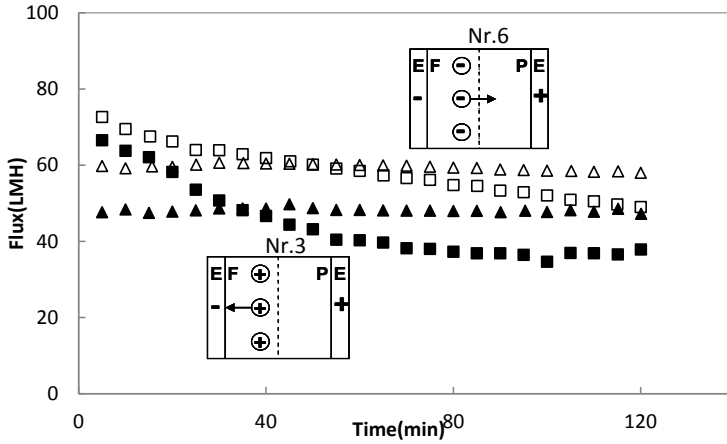 100
80
60
40
20
0
Flux(LMH)
0
40
80
120
Time(min)
Nr.6
E F P E
- - +
-
-
Nr.3
E F P E
+
- + +
+